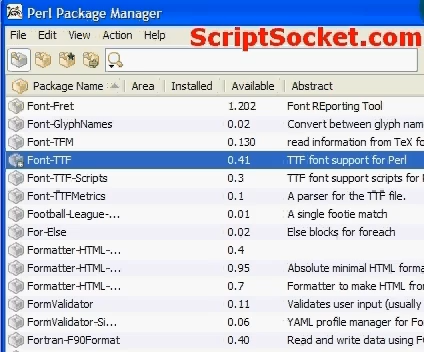 Perl Package Manager
File Edit View Action Help
ScriptSocket.com
Package Name Area Installed Available Abstract
Font-Fret 1.202 Font REporting Tool
Font-GlyphNames 0.02 Convert between glyph name
Font-TFM 0.130 read information from TeX fo
Font-TTF 0.41 TTF font support for Perl
Font-TTF-Scripts 0.3 TTF font support scripts for P
Font-TFMetrics 0.1 A parser for the TTF file.
Football-League-... 0.01 A single footie match
For-Else 0.02 Else blocks for foreach
Formatter-HTML-... 0.4
Formatter-HTML-... 0.95 Absolute minimal HTML forma
Formatter-HTML-... 0.7 Formatter to make HTML from
FormValidator 0.11 Validates user input (usually
FormValidator-Si... 0.06 YAML profile manager for Fo
Fortran-F90Format 0.40 Read and write data using FO